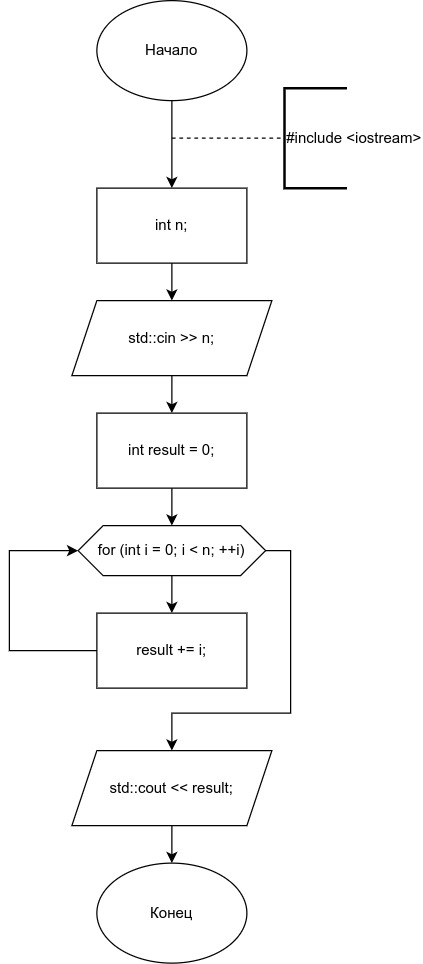 Начало
#include <iostream>
int n;
std::cin >> n;
int result = 0;
for (int i = 0; i < n; ++i)
result += i;
std::cout << result;
Конец